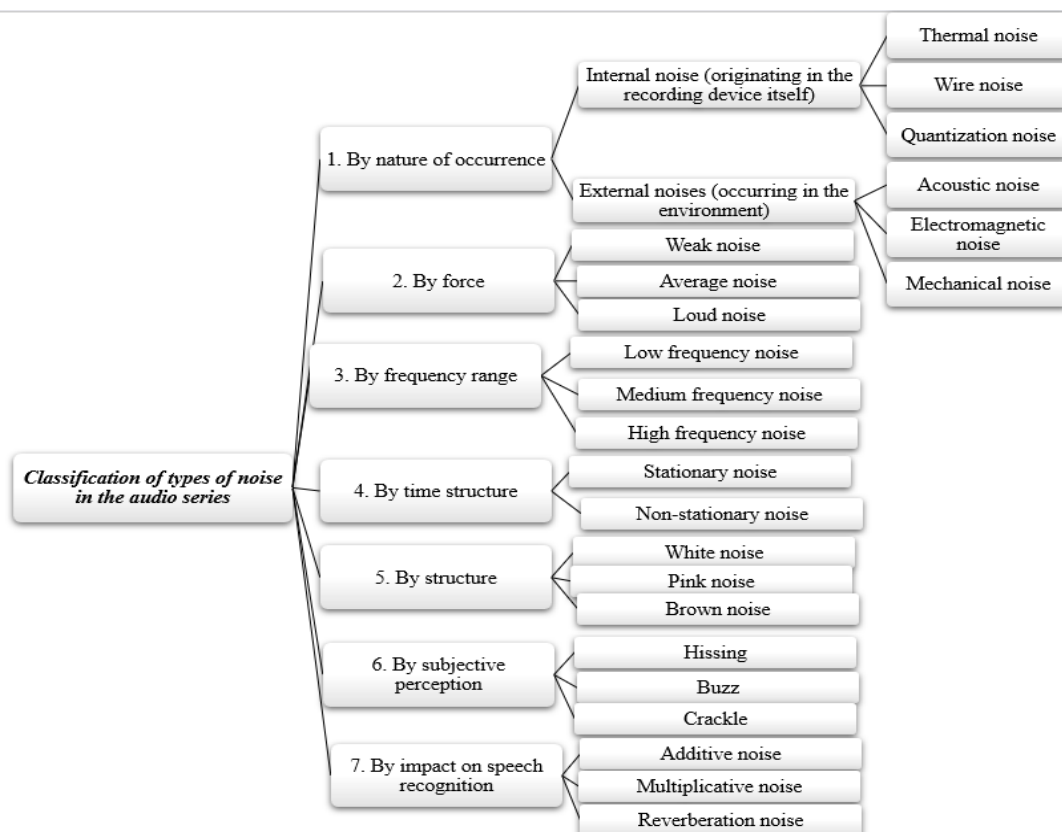 Classification of types of noise
in the audio series
1. By nature of occurrence
Internal noise (originating in the
recording device itself)
Thermal noise
Wire noise
Quantization noise
External noises (occurring in the
environment)
Acoustic noise
Electromagnetic
noise
Mechanical noise
2. By force
Weak noise
Average noise
Loud noise
3. By frequency range
Low frequency noise
Medium frequency noise
High frequency noise
4. By time structure
Stationary noise
Non-stationary noise
5. By structure
White noise
Pink noise
Brown noise
6. By subjective
perception
Hissing
Buzz
Crackle
7. By impact on speech
recognition
Additive noise
Multiplicative noise
Reverberation noise